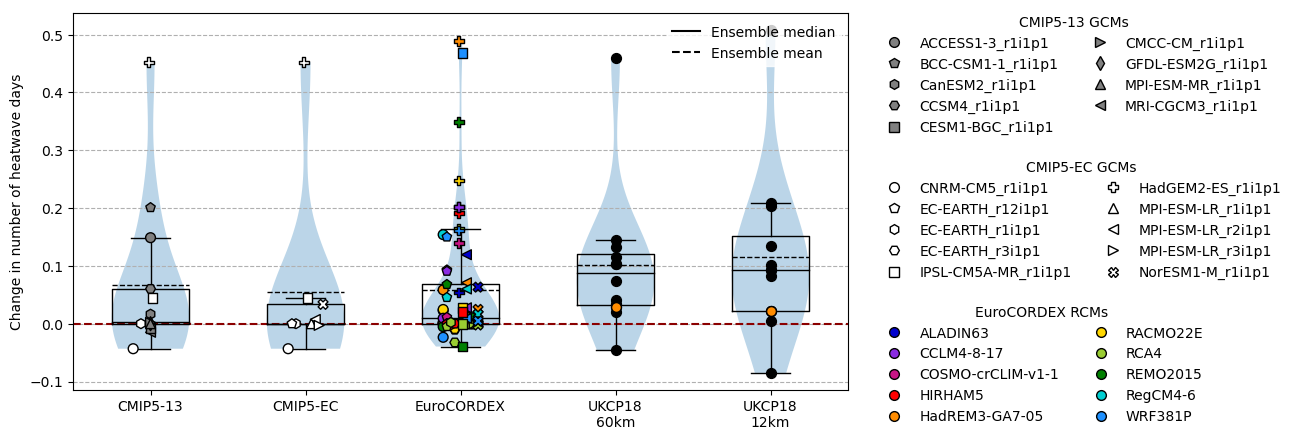 Change in number of heatwave days
0.5
0.4
0.3
0.2
0.1
0.0
−0.1
Ensemble median
Ensemble mean
CMIP5-13
CMIP5-EC
EuroCORDEX
UKCP18
60km
UKCP18
12km
CMIP5-13 GCMs
ACCESS1-3_r1i1p1
BCC-CSM1-1_r1i1p1
CanESM2_r1i1p1
CCSM4_r1i1p1
CESM1-BGC_r1i1p1
CMCC-CM_r1i1p1
GFDL-ESM2G_r1i1p1
MPI-ESM-MR_r1i1p1
MRI-CGCM3_r1i1p1
CMIP5-EC GCMs
CNRM-CM5_r1i1p1
EC-EARTH_r12i1p1
EC-EARTH_r1i1p1
EC-EARTH_r3i1p1
IPSL-CM5A-MR_r1i1p1
HadGEM2-ES_r1i1p1
MPI-ESM-LR_r1i1p1
MPI-ESM-LR_r2i1p1
MPI-ESM-LR_r3i1p1
NorESM1-M_r1i1p1
EuroCORDEX RCMs
ALADIN63
CCLM4-8-17
COSMO-crCLIM-v1-1
HIRHAM5
HadREM3-GA7-05
RACMO22E
RCA4
REMO2015
RegCM4-6
WRF381P